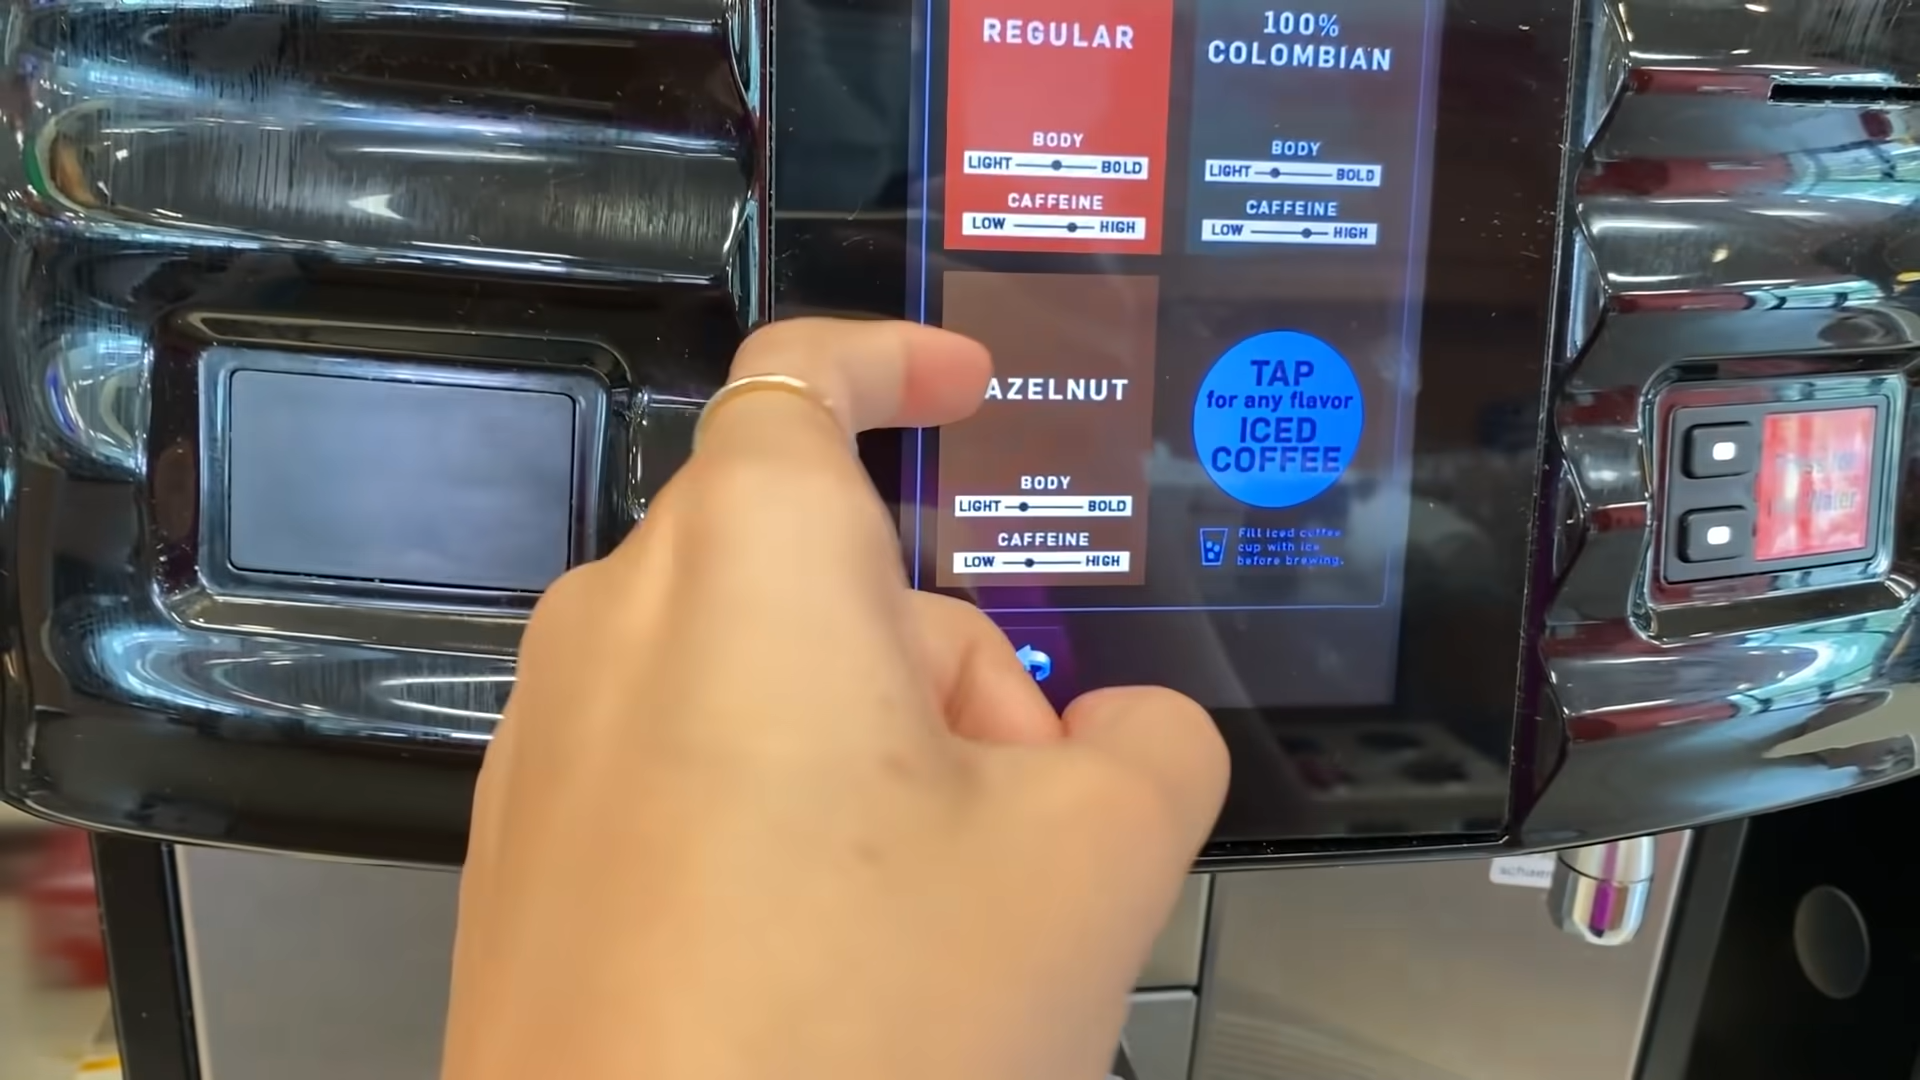 REGULAR
BODY
LIGHT BOLD
CAFFEINE
LOW HIGH
100%
COLOMBIAN
BODY
LIGHT BOLD
CAFFEINE
LOW HIGH
AZELNUT
BODY
LIGHT BOLD
CAFFEINE
LOW HIGH
TAP
for any flavor
ICED
COFFEE
Fill iced coffee
cup with ice
before brewing.
Water